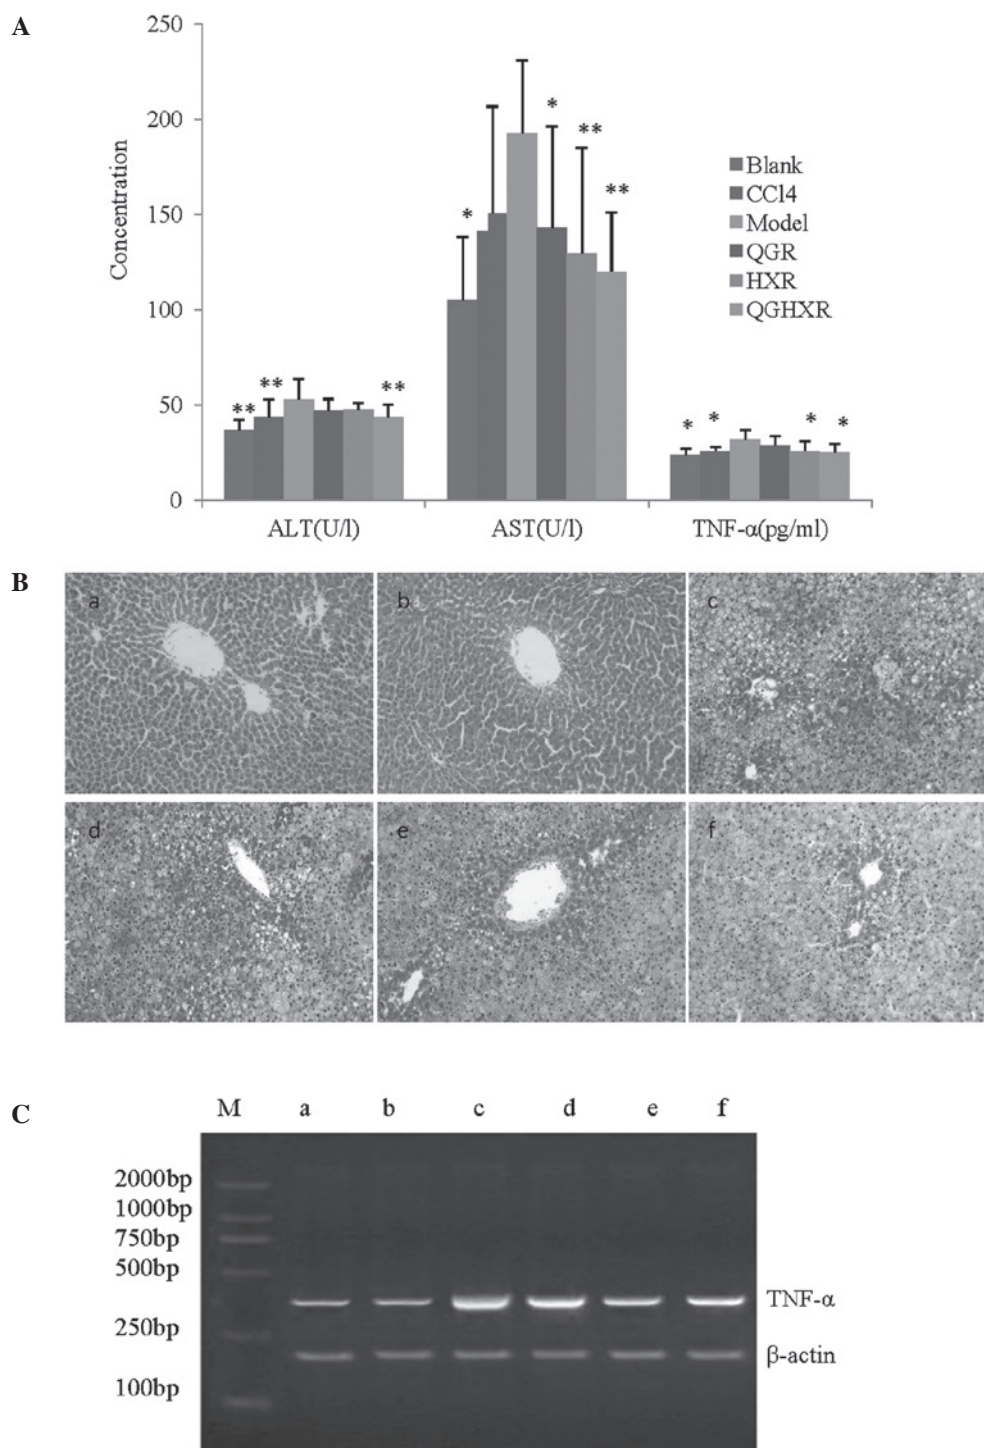 A
250
200
150
100
50
0
Concentration
* ** **
* *
** ** **
* * * *
Blank
CCl4
Model
QGR
HXR
QGHXR
ALT(U/l) AST(U/l) TNF-α(pg/ml)
B
a b c
d e f
C
M a b c d e f
2000bp
1000bp
750bp
500bp
250bp
100bp
TNF-α
β-actin